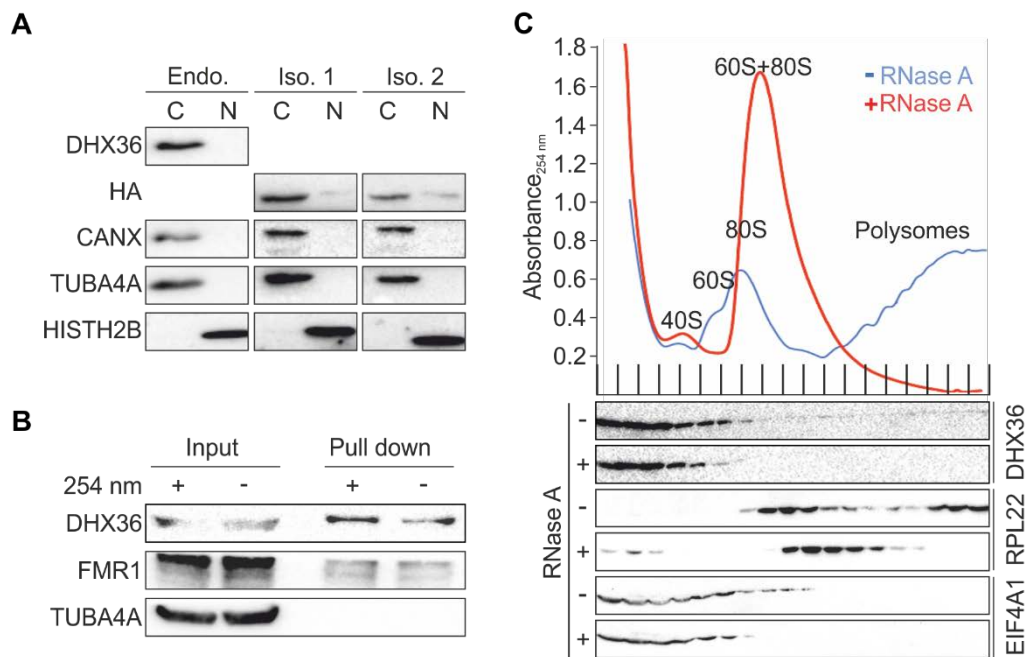 A
Endo. Iso. 1 Iso. 2
C N C N C N
DHX36
HA
CANX
TUBA4A
HISTH2B
B
Input Pull down
254 nm + - + -
DHX36
FMR1
TUBA4A
C
Absorbance254 nm
1.8
1.6
1.4
1.2
1.0
0.8
0.6
0.4
0.2
60S+80S
- RNase A
+RNase A
80S
Polysomes
60S
40S
RNase A
- DHX36
+
- RPL22
+
- EIF4A1
+